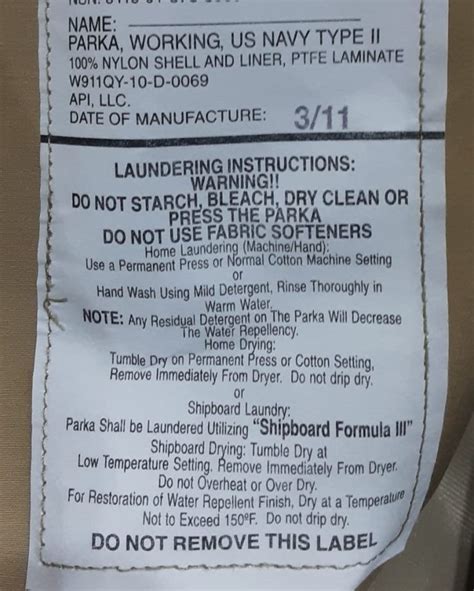 NAME:
PARKA, WORKING, US NAVY TYPE II
100% NYLON SHELL AND LINER, PTFE LAMINATE
W911QY-10-D-0069
API, LLC.
DATE OF MANUFACTURE: 3/11
LAUNDERING INSTRUCTIONS:
WARNING!!
DO NOT STARCH, BLEACH, DRY CLEAN OR
PRESS THE PARKA
DO NOT USE FABRIC SOFTENERS
Home Laundering (Machine/Hand):
Use a Permanent Press or Normal Cotton Machine Setting
or
Hand Wash Using Mild Detergent, Rinse Thoroughly in
Warm Water.
NOTE: Any Residual Detergent on The Parka Will Decrease
The Water Repellency.
Home Drying:
Tumble Dry on Permanent Press or Cotton Setting,
Remove Immediately From Dryer. Do not drip dry.
or
Shipboard Laundry:
Parka Shall be Laundered Utilizing "Shipboard Formula III"
Shipboard Drying: Tumble Dry at
Low Temperature Setting. Remove Immediately From Dryer.
Do not Overheat or Over Dry.
For Restoration of Water Repellent Finish, Dry at a Temperature
Not to Exceed 150ºF. Do not drip dry.
DO NOT REMOVE THIS LABEL